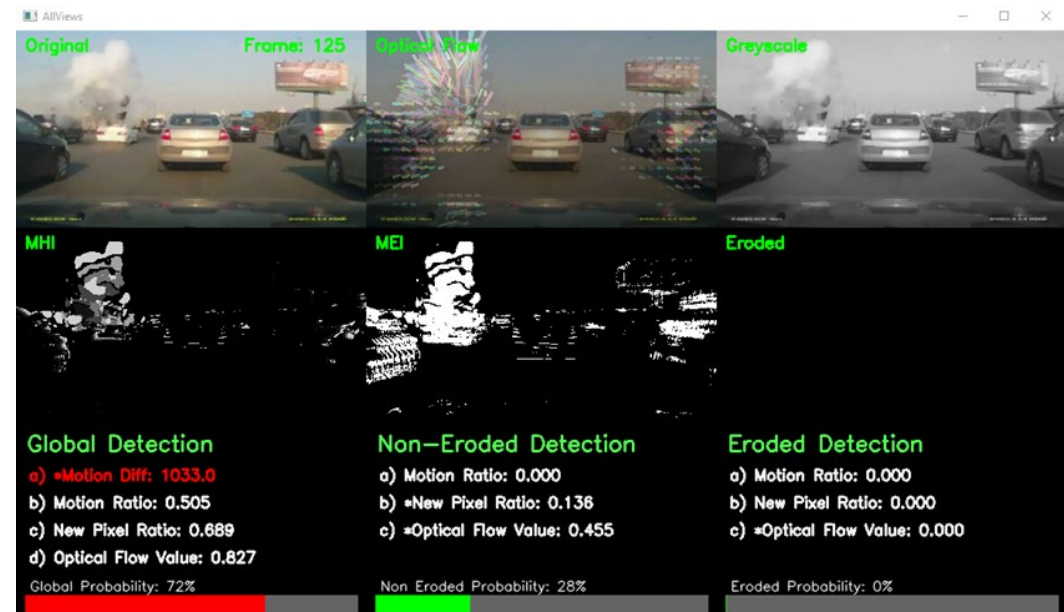 AllViews
Original Frame: 125 Optical Flow Greyscale
MHI MEI Eroded
Global Detection
a) *Motion Diff: 1033.0
b) Motion Ratio: 0.505
c) New Pixel Ratio: 0.689
d) Optical Flow Value: 0.827
Global Probability: 72%
Non-Eroded Detection
a) Motion Ratio: 0.000
b) *New Pixel Ratio: 0.136
c) *Optical Flow Value: 0.455
Non Eroded Probability: 28%
Eroded Detection
a) Motion Ratio: 0.000
b) New Pixel Ratio: 0.000
c) *Optical Flow Value: 0.000
Eroded Probability: 0%